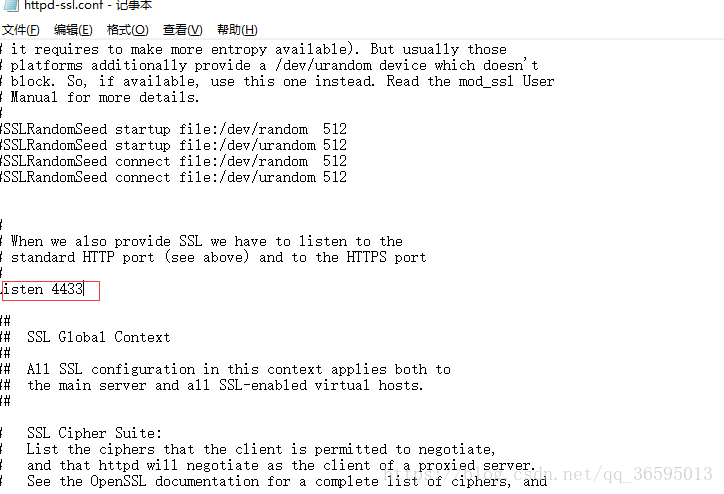 httpd-ssl.conf - 记事本
文件(F) 编辑(E) 格式(O) 查看(V) 帮助(H)
# it requires to make more entropy available). But usually those
# platforms additionally provide a /dev/urandom device which doesn't
# block. So, if available, use this one instead. Read the mod_ssl User
# Manual for more details.
#
#SSLRandomSeed startup file:/dev/random  512
#SSLRandomSeed startup file:/dev/urandom 512
#SSLRandomSeed connect file:/dev/random  512
#SSLRandomSeed connect file:/dev/urandom 512
#
# When we also provide SSL we have to listen to the
# standard HTTP port (see above) and to the HTTPS port
#
Listen 4433
##
##  SSL Global Context
##
##  All SSL configuration in this context applies both to
##  the main server and all SSL-enabled virtual hosts.
##
#   SSL Cipher Suite:
#   List the ciphers that the client is permitted to negotiate,
#   and that httpd will negotiate as the client of a proxied server.
#   See the OpenSSL documentation for a complete list of ciphers, and
https://blog.csdn.net/qq_36595013